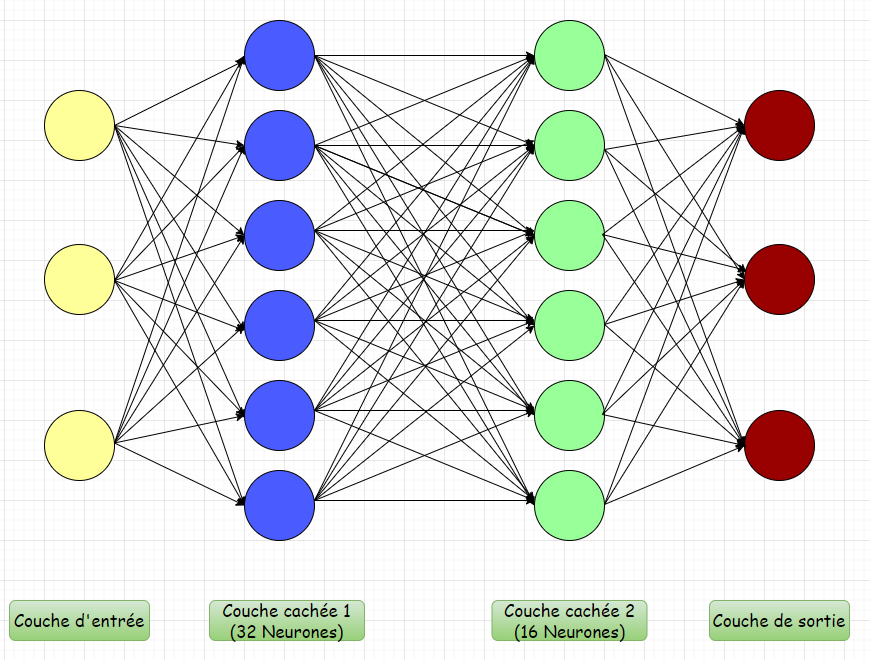 Couche d'entrée
Couche cachée 1
(32 Neurones)
Couche cachée 2
(16 Neurones)
Couche de sortie